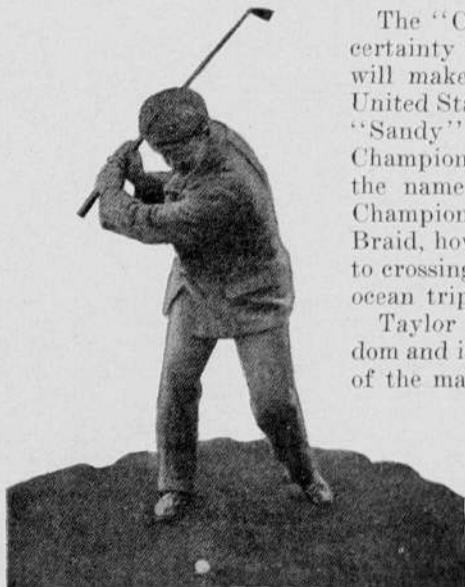 The “C
certainty
will make
United Sta
“Sandy”
Champion
the name
Champion
Braid, hov
to crossing
ocean trip
Taylor
dom and i
of the ma